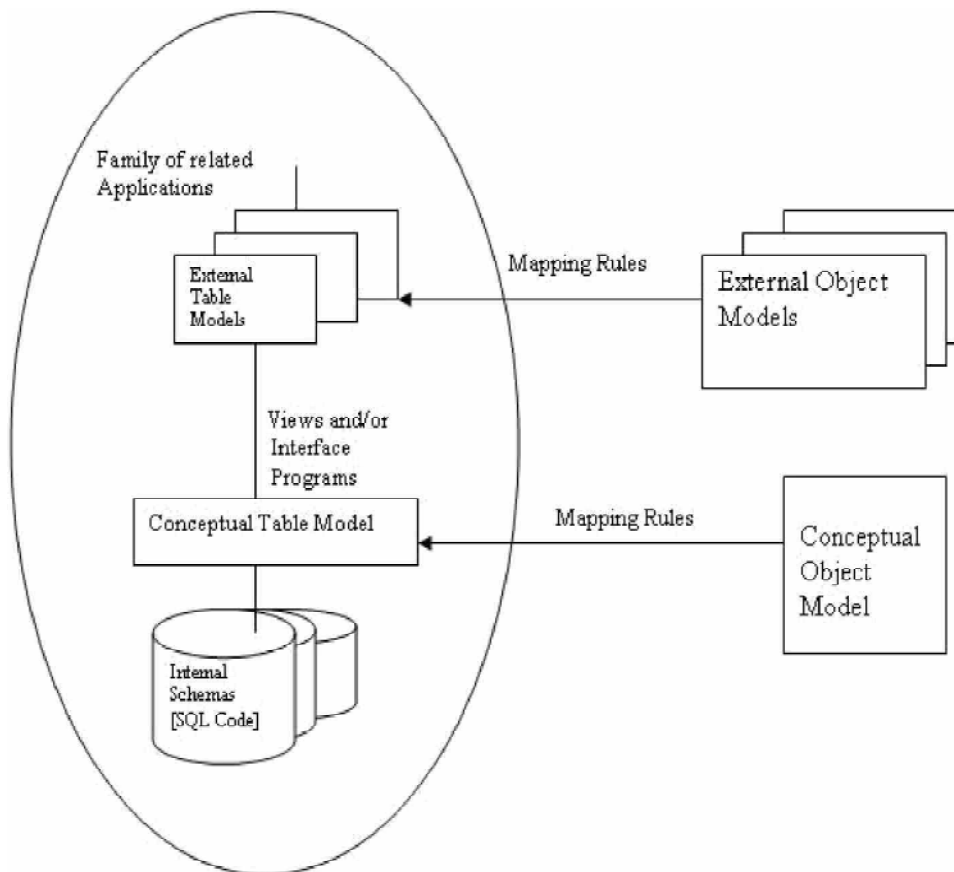 Family of related
Applications
External
Table
Models
Mapping Rules
External Object
Models
Views and/or
Interface
Programs
Conceptual Table Model
Mapping Rules
Conceptual
Object
Model
Internal
Schemas
[SQL Code]